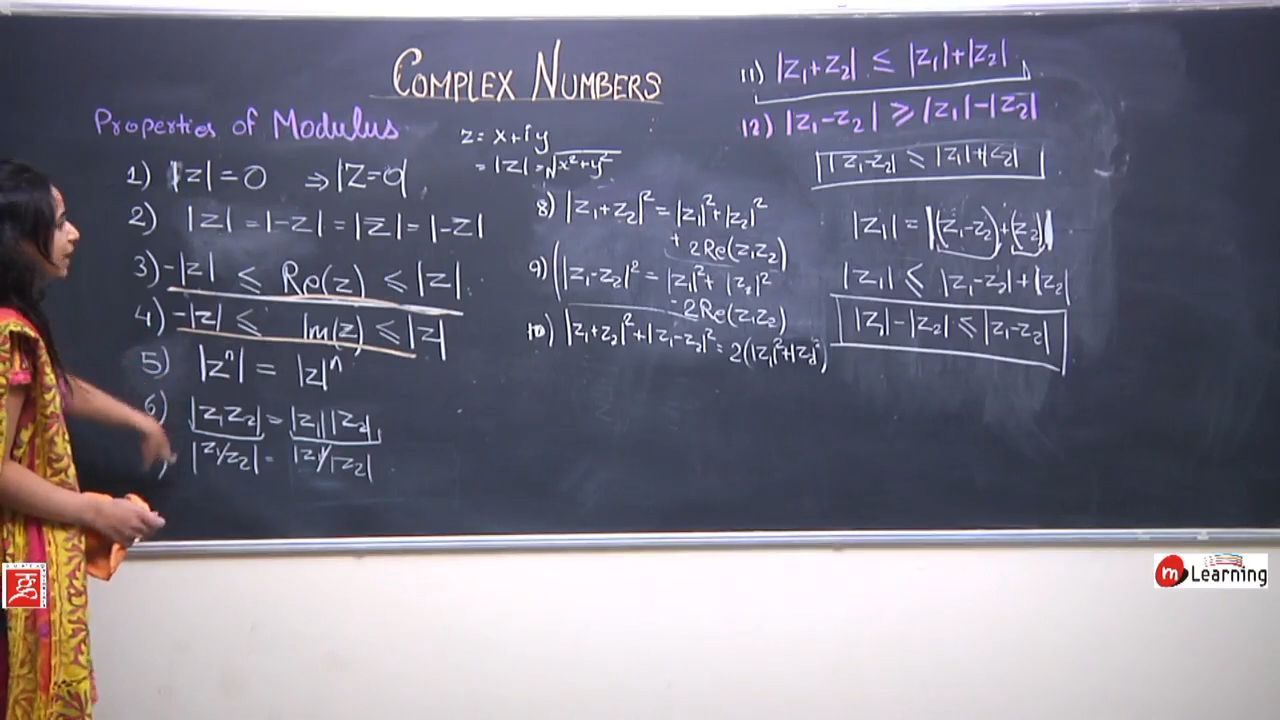 COMPLEX NUMBERS
Properties of Modulus
z = x+iy
= |Z| = √x²+y²
1) |z| = 0 ⇒ |Z=0|
2) |Z| = |-Z| = |Z| = |-Z|
3) -|z| ≤ Re(z) ≤ |z|
4) -|z| ≤ Im(z) ≤ |z|
5) |zⁿ| = |z|ⁿ
6) |z₁z₂| = |z₁||z₂|
|z₁/z₂| = |z₁|/|z₂|
8) |z₁+z₂|² = |z₁|²+|z₂|²
+ 2Re(z₁z₂)
9) (|z₁-z₂|² = |z₁|²+ |z₂|²
- 2Re(z₁z₂)
10) |z₁+z₂|²+|z₁-z₂|² = 2(|z₁|²+|z₂|²)
11) |z₁+z₂| ≤ |z₁|+|z₂|
12) |z₁-z₂| ≥ |z₁|-|z₂|
|z₁-z₂| ≤ |z₁|+|z₂|
|z₁| = |(z₁-z₂)+(z₂)|
|z₁| ≤ |z₁-z₂|+|z₂|
|z₁|-|z₂| ≤ |z₁-z₂|
m Learning